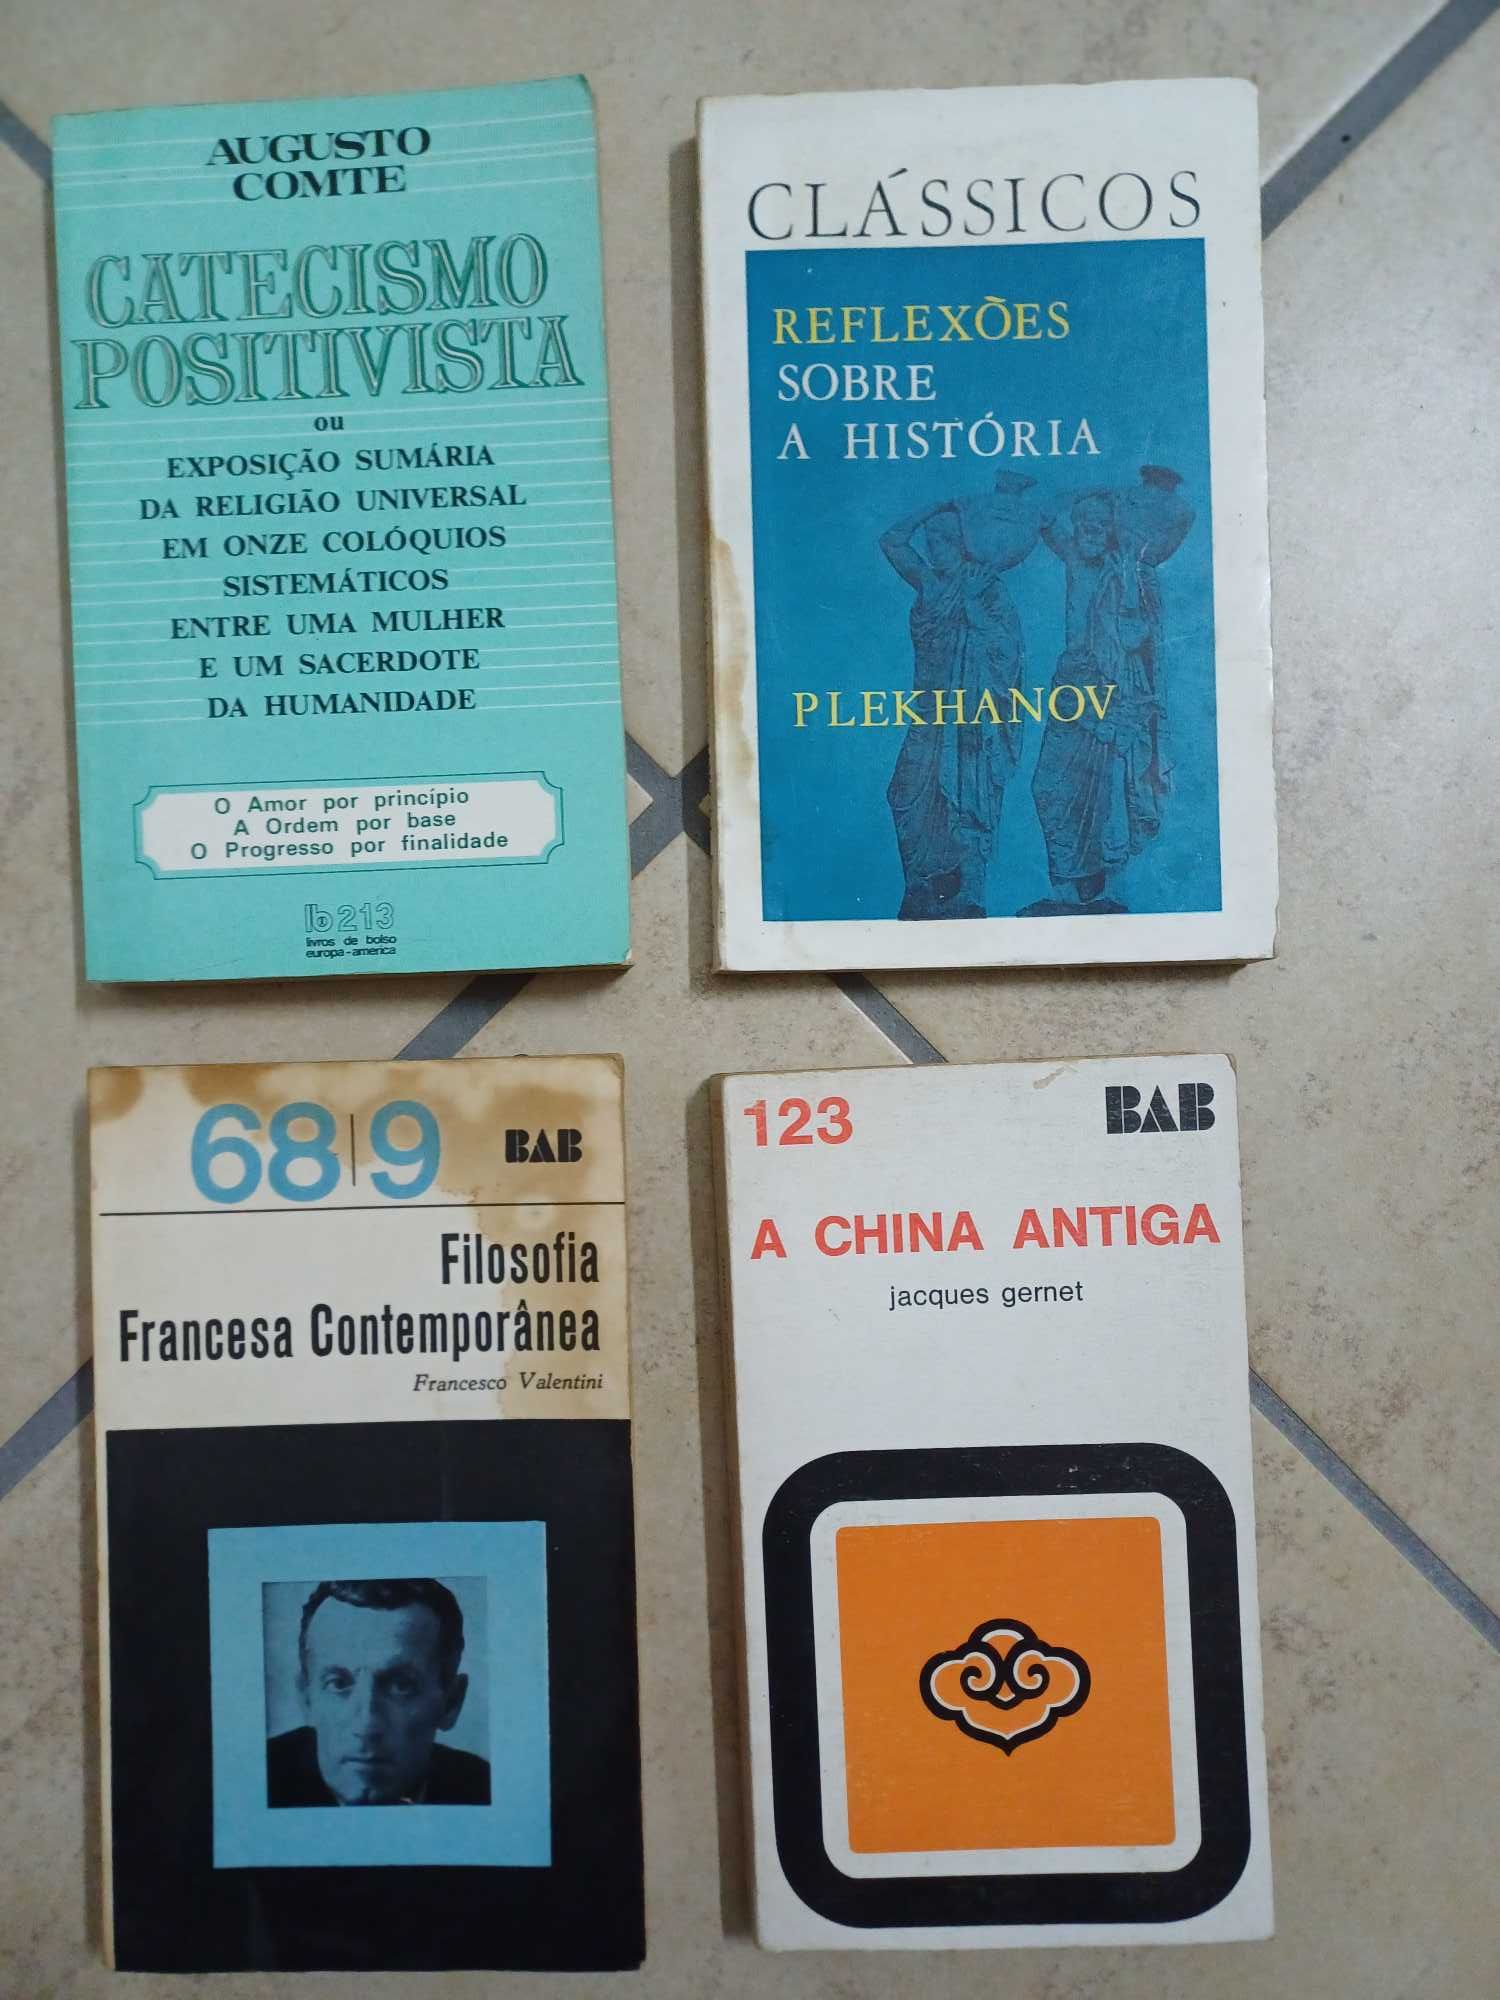 AUGUSTO
COMTE
CATECISMO
POSITIVISTA
ou
EXPOSIÇÃO SUMÁRIA
DA RELIGIÃO UNIVERSAL
EM ONZE COLÓQUIOS
SISTEMÁTICOS
ENTRE UMA MULHER
E UM SACERDOTE
DA HUMANIDADE
O Amor por princípio
A Ordem por base
O Progresso por finalidade
lb 213
livros de bolso
europa-america
CLÁSSICOS
REFLEXÕES
SOBRE
A HISTÓRIA
PLEKHANOV
68|9 BAB
Filosofia
Francesa Contemporânea
Francesco Valentini
123 BAB
A CHINA ANTIGA
jacques gernet